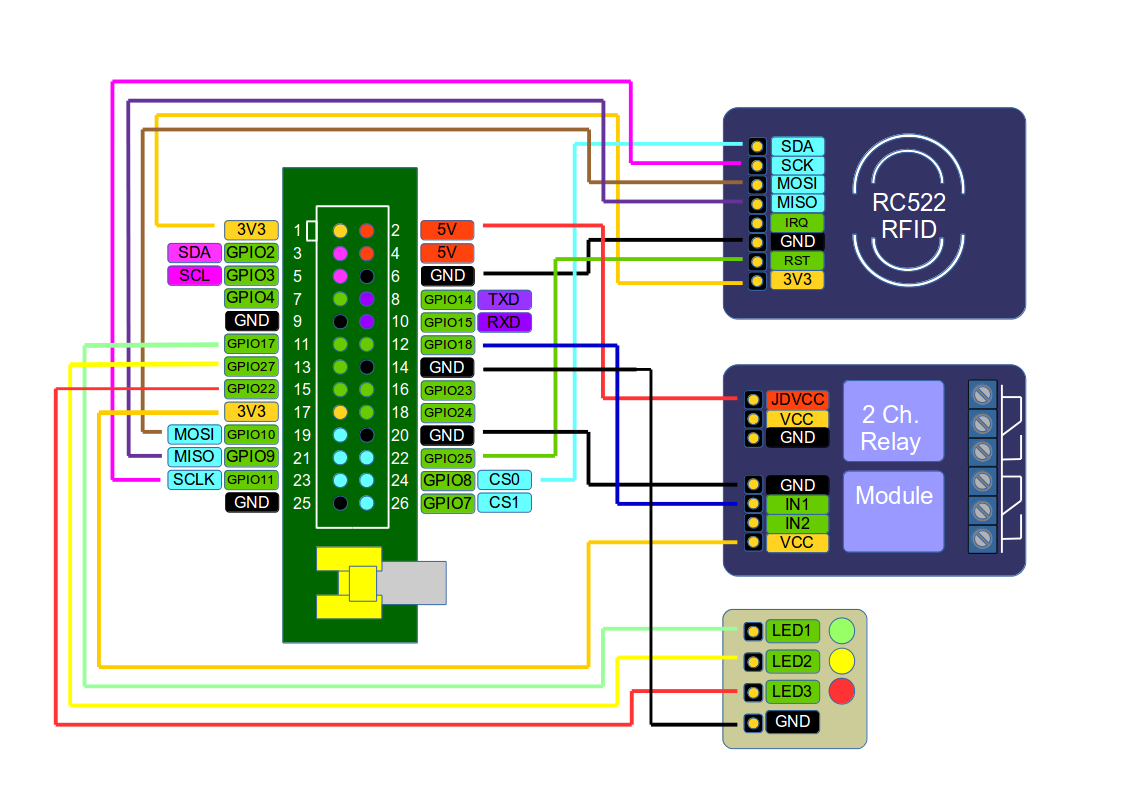 3V3 1 2 5V
SDA GPIO2 3 4 5V
SCL GPIO3 5 6 GND
GPIO4 7 8 GPIO14 TXD
GND 9 10 GPIO15 RXD
GPIO17 11 12 GPIO18
GPIO27 13 14 GND
GPIO22 15 16 GPIO23
3V3 17 18 GPIO24
MOSI GPIO10 19 20 GND
MISO GPIO9 21 22 GPIO25
SCLK GPIO11 23 24 GPIO8 CS0
GND 25 26 GPIO7 CS1
SDA
SCK
MOSI
MISO
IRQ
GND
RST
3V3
RC522
RFID
JDVCC
VCC
GND
2 Ch.
Relay
GND
IN1
IN2
VCC
Module
LED1
LED2
LED3
GND